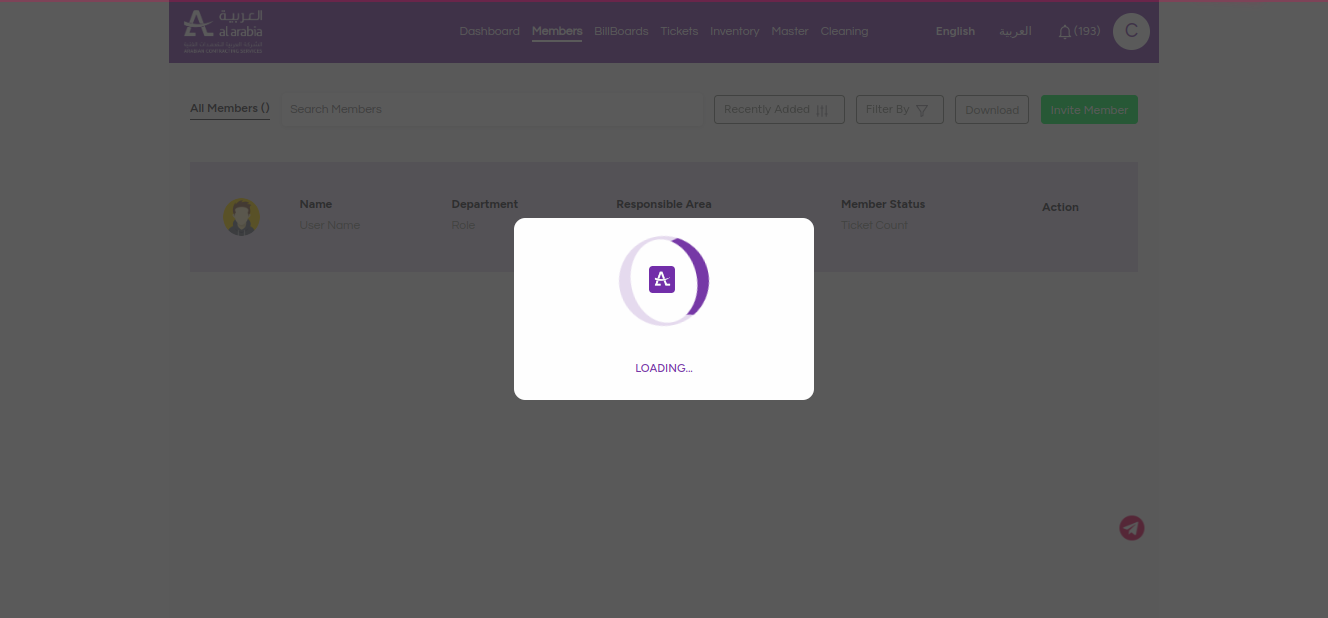 العربية
al arabia
Dashboard Members BillBoards Tickets Inventory Master Cleaning English العربية (193) C
All Members () Search Members Recently Added Filter By Download Invite Member
Name Department Responsible Area Member Status Action
User Name Role Ticket Count
LOADING...